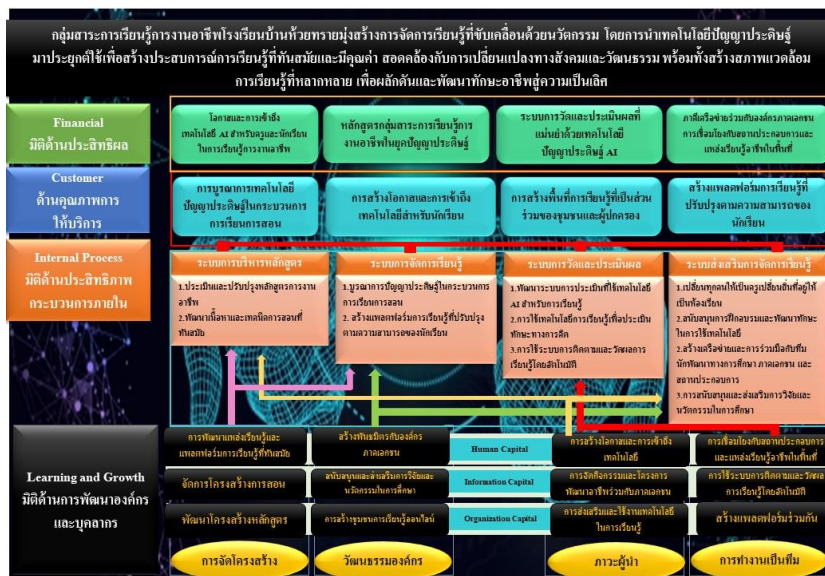 กลุ่มสาระการเรียนรู้การงานอาชีพโรงเรียนบ้านห้วยทรายมุ่งสร้างการจัดการเรียนรู้ที่ขับเคลื่อนด้วยนวัตกรรม โดยการนำเทคโนโลยีปัญญาประดิษฐ์
มาประยุกต์ใช้เพื่อสร้างประสบการณ์การเรียนรู้ที่ทันสมัยและมีคุณค่า สอดคล้องกับการเปลี่ยนแปลงทางสังคมและวัฒนธรรม พร้อมทั้งสร้างสภาพแวดล้อม
การเรียนรู้ที่หลากหลาย เพื่อผลักดันและพัฒนาทักษะอาชีพสู่ความเป็นเลิศ
Financial
มิติด้านประสิทธิผล
โอกาสและการเข้าถึง
เทคโนโลยี AI สำหรับครูและนักเรียน
ในการเรียนรู้การงานอาชีพ
หลักสูตรกลุ่มสาระการเรียนรู้การ
งานอาชีพในยุคปัญญาประดิษฐ์
ระบบการวัดและประเมินผลที่
แม่นยำด้วยเทคโนโลยี
ปัญญาประดิษฐ์ AI
ภาคีเครือข่ายร่วมกับองค์กรภาคเอกชน
การเชื่อมโยงกับสถานประกอบการและ
แหล่งเรียนรู้อาชีพในพื้นที่
Customer
ด้านคุณภาพการ
ให้บริการ
การบูรณาการเทคโนโลยี
ปัญญาประดิษฐ์ในกระบวนการ
การเรียนการสอน
การสร้างโอกาสและการเข้าถึง
เทคโนโลยีสำหรับนักเรียน
การสร้างพื้นที่การเรียนรู้ที่เป็นส่วน
ร่วมของชุมชนและผู้ปกครอง
สร้างแพลตฟอร์มการเรียนรู้ที่
ปรับปรุงตามความสามารถของ
นักเรียน
Internal Process
มิติด้านประสิทธิภาพ
กระบวนการภายใน
ระบบการบริหารหลักสูตร
1.ประเมินและปรับปรุงหลักสูตรการงาน
อาชีพ
2.พัฒนาเนื้อหาและเทคนิคการสอนที่
ทันสมัย
ระบบการจัดการเรียนรู้
1.บูรณาการปัญญาประดิษฐ์ในกระบวนการ
การเรียนการสอน
2. สร้างแพลตฟอร์มการเรียนรู้ที่ปรับปรุง
ตามความสามารถของนักเรียน
ระบบการวัดและประเมินผล
1.พัฒนาระบบการประเมินที่ใช้เทคโนโลยี
AI สำหรับการเรียนรู้
2.การใช้เทคโนโลยีการเรียนรู้เพื่อประเมิน
ทักษะทางการคิด
3.การใช้ระบบการติดตามและวัดผลการ
เรียนรู้โดยอัตโนมัติ
ระบบส่งเสริมการจัดการเรียนรู้
1.เปลี่ยนทุกคนให้เป็นครูเปลี่ยนถิ่นที่อยู่ให้
เป็นห้องเรียน
2.สนับสนุนการฝึกอบรมและพัฒนาทักษะ
ในการใช้เทคโนโลยี
2.สร้างเครือข่ายและการร่วมมือกับทีม
นักพัฒนาทางการศึกษา ภาคเอกชน และ
สถานประกอบการ
3.การสนับสนุนและส่งเสริมการวิจัยและ
นวัตกรรมในการศึกษา
Learning and Growth
มิติด้านการพัฒนาองค์กร
และบุคลากร
การพัฒนาแหล่งเรียนรู้และ
แพลตฟอร์มการเรียนรู้ที่ทันสมัย
สร้างพันธมิตรกับองค์กร
ภาคเอกชน
Human Capital
การสร้างโอกาสและการเข้าถึง
เทคโนโลยี
การเชื่อมโยงกับสถานประกอบการ
และแหล่งเรียนรู้อาชีพในพื้นที่
จัดการโครงสร้างการสอน
สนับสนุนและส่งเสริมการวิจัยและ
นวัตกรรมในการศึกษา
Information Capital
การจัดกิจกรรมและโครงการ
พัฒนาอาชีพร่วมกับภาคเอกชน
การใช้ระบบการติดตามและวัดผล
การเรียนรู้โดยอัตโนมัติ
พัฒนาโครงสร้างหลักสูตร
การสร้างชุมชนการเรียนรู้ออนไลน์
Organization Capital
การส่งเสริมและใช้งานเทคโนโลยี
ในการเรียนรู้
สร้างแพลตฟอร์มร่วมกัน
การจัดโครงสร้าง
วัฒนธรรมองค์กร
ภาวะผู้นำ
การทำงานเป็นทีม